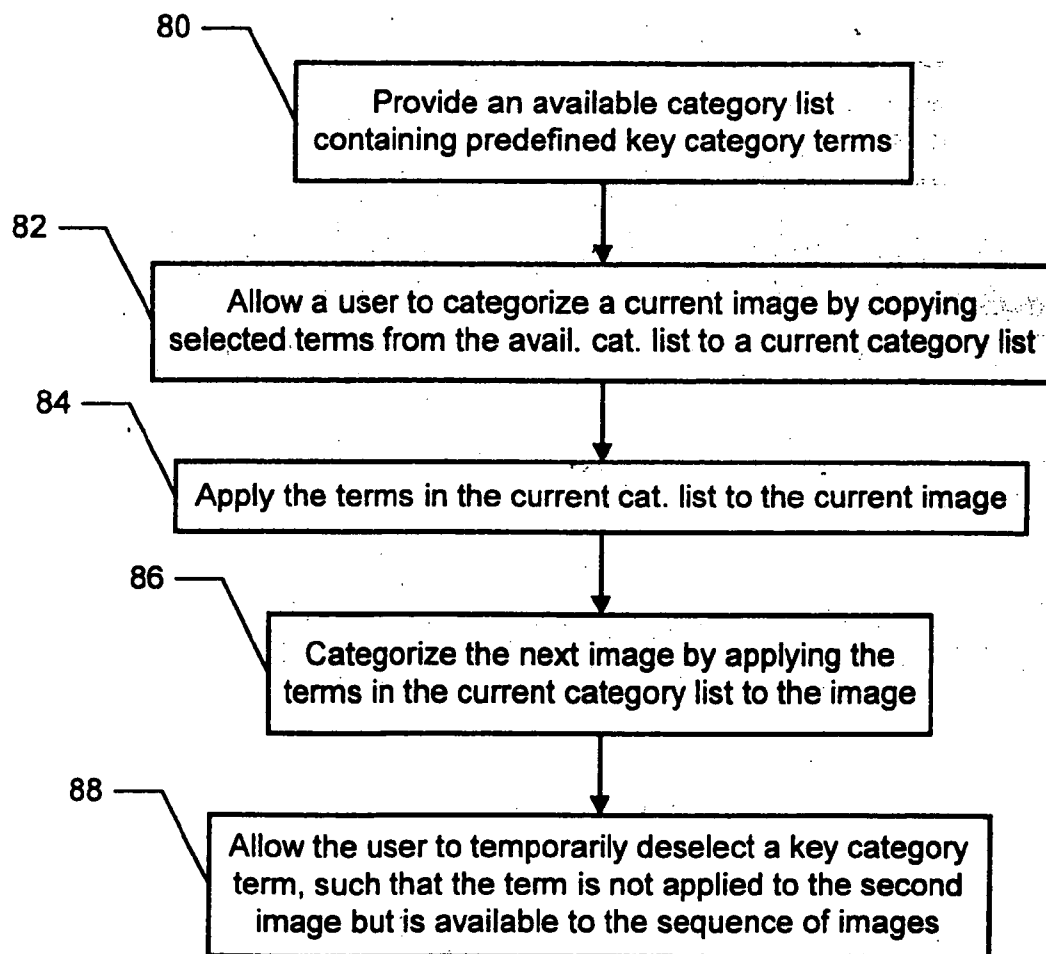 80
Provide an available category list
containing predefined key category terms
82
Allow a user to categorize a current image by copying
selected terms from the avail. cat. list to a current category list
84
Apply the terms in the current cat. list to the current image
86
Categorize the next image by applying the
terms in the current category list to the image
88
Allow the user to temporarily deselect a key category
term, such that the term is not applied to the second
image but is available to the sequence of images